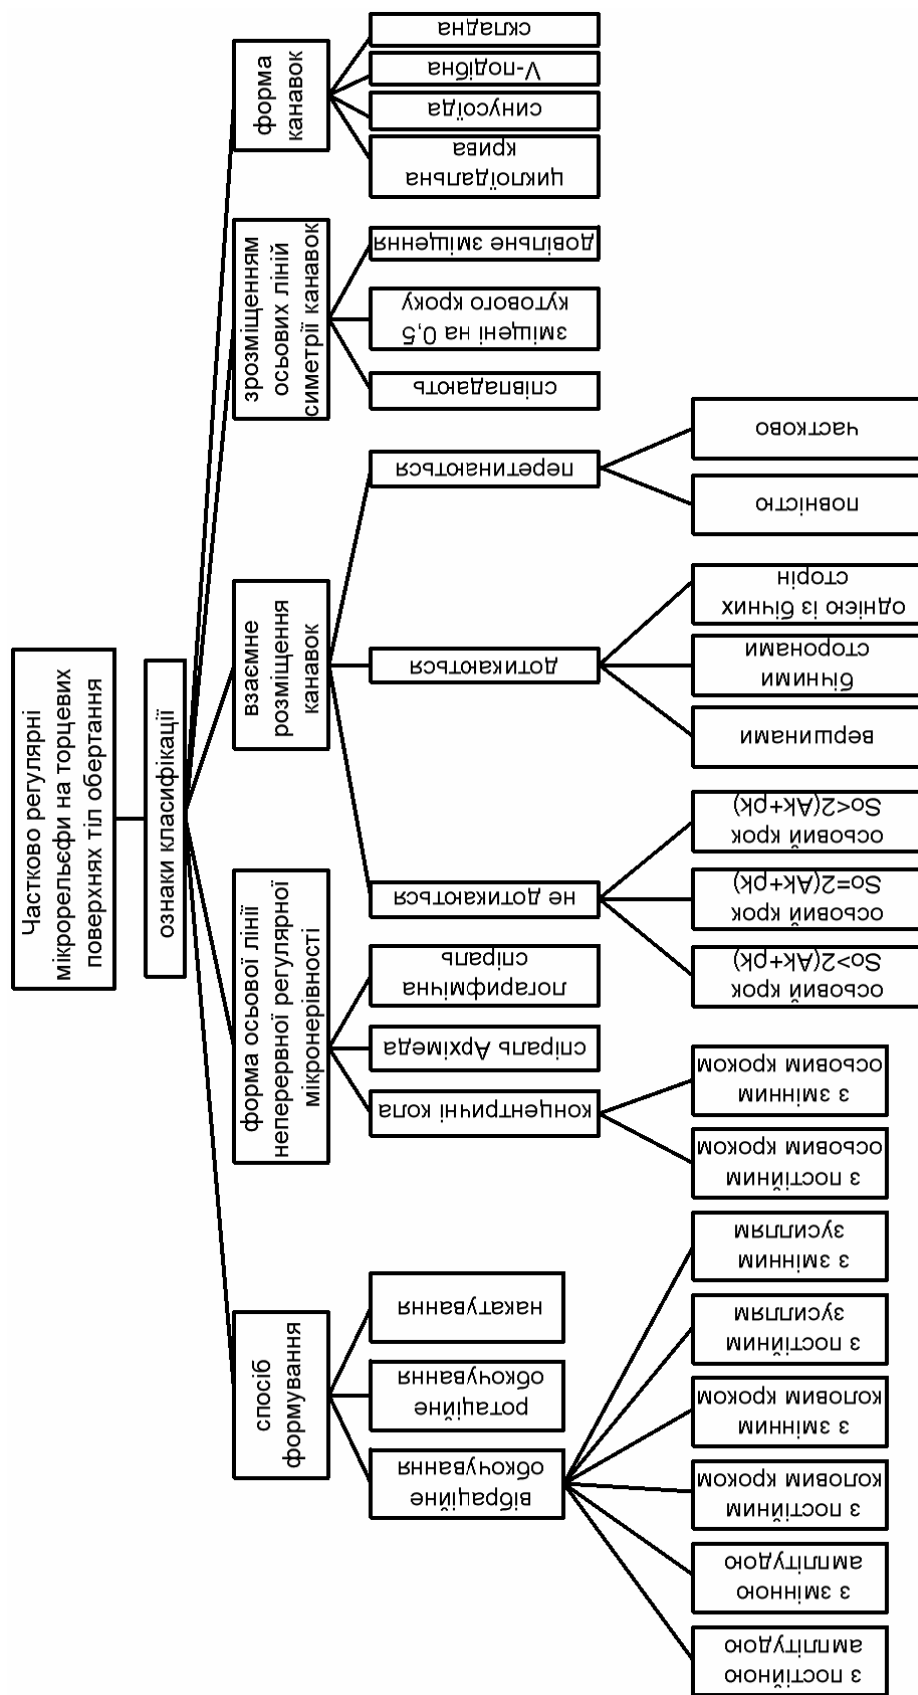 Частково регулярні
мікрорельєфи на торцевих
поверхнях тіл обертання
ознаки класифікації
спосіб
формування
форма осьової лінії
неперервної регулярної
мікронерівності
взаємне
розміщення
канавок
зрозміщенням
осьових ліній
симетрії канавок
форма
канавок
вібраційне
обкочування
ротаційне
обкочування
накатування
концентричні кола
спіраль Архімеда
логарифмічна
спіраль
не дотикаються
дотикаються
перетинаються
співпадають
зміщені на 0,5
кутового кроку
довільне зміщення
циклоїдальна
крива
синусоїда
V-подібна
складна
з постійною
амплітудою
з змінною
амплітудою
з постійним
коловим кроком
з змінним
коловим кроком
з постійним
зусиллям
з змінним
зусиллям
з постійним
осьовим кроком
з змінним
осьовим кроком
осьовий крок
So>2(Ak+pk)
осьовий крок
So=2(Ak+pk)
осьовий крок
So<2(Ak+pk)
вершинами
бічними
сторонами
однією із бічних
сторін
повністю
частково